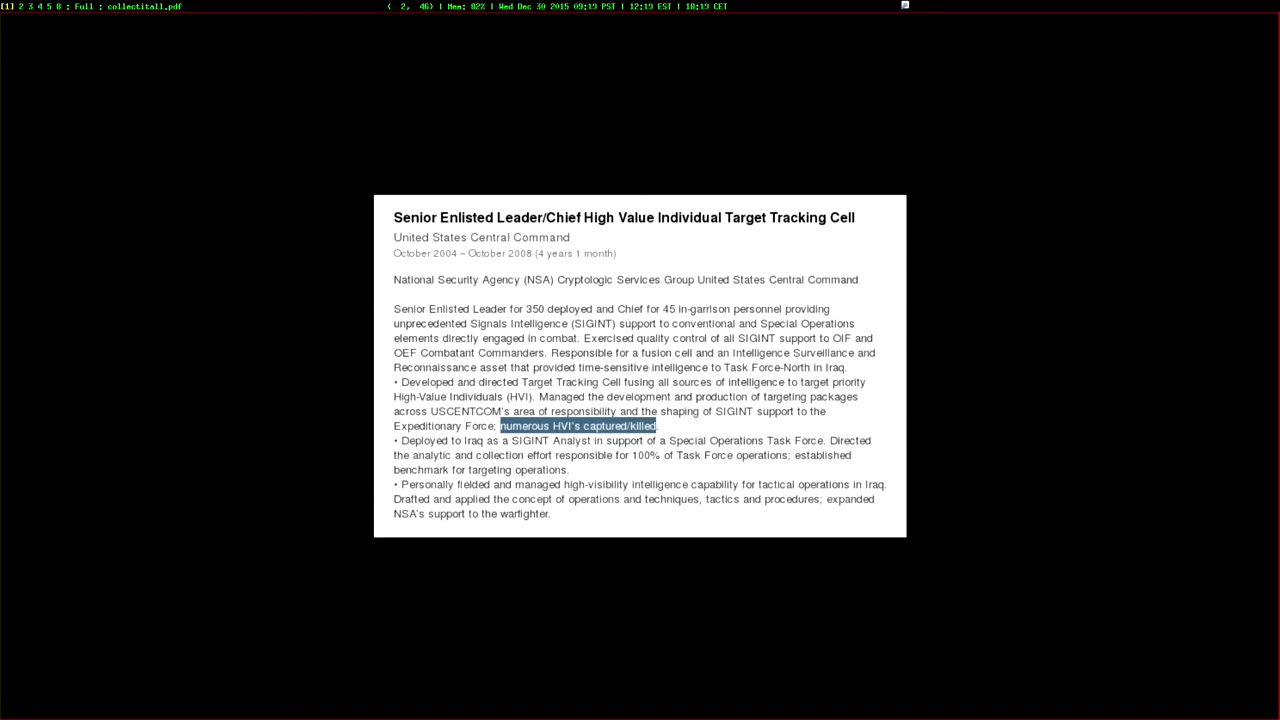 [1] 2 3 4 5 8 : Full : collectitall.pdf
( 2, 46) | Mem: 82% | Wed Dec 30 2015 09:19 PST | 12:19 EST | 18:19 CET
Senior Enlisted Leader/Chief High Value Individual Target Tracking Cell
United States Central Command
October 2004 – October 2008 (4 years 1 month)
National Security Agency (NSA) Cryptologic Services Group United States Central Command
Senior Enlisted Leader for 350 deployed and Chief for 45 in-garrison personnel providing
unprecedented Signals Intelligence (SIGINT) support to conventional and Special Operations
elements directly engaged in combat. Exercised quality control of all SIGINT support to OIF and
OEF Combatant Commanders. Responsible for a fusion cell and an Intelligence Surveillance and
Reconnaissance asset that provided time-sensitive intelligence to Task Force-North in Iraq.
• Developed and directed Target Tracking Cell fusing all sources of intelligence to target priority
High-Value Individuals (HVI). Managed the development and production of targeting packages
across USCENTCOM's area of responsibility and the shaping of SIGINT support to the
Expeditionary Force; numerous HVI's captured/killed.
• Deployed to Iraq as a SIGINT Analyst in support of a Special Operations Task Force. Directed
the analytic and collection effort responsible for 100% of Task Force operations; established
benchmark for targeting operations.
• Personally fielded and managed high-visibility intelligence capability for tactical operations in Iraq.
Drafted and applied the concept of operations and techniques, tactics and procedures; expanded
NSA's support to the warfighter.